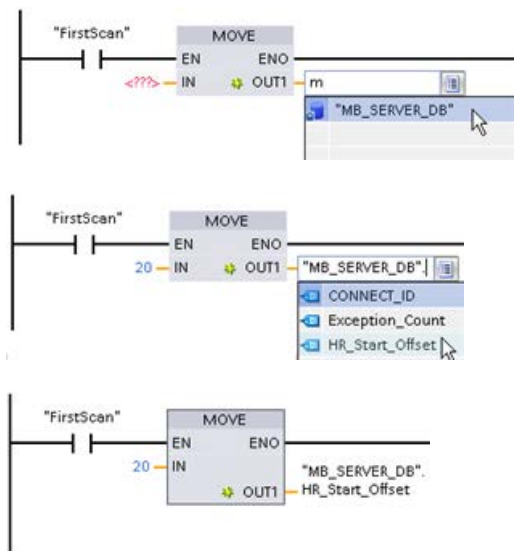 "FirstScan"
MOVE
EN ENO
<???> IN OUT1 m
"MB_SERVER_DB"
"FirstScan"
MOVE
EN ENO
20 IN OUT1 "MB_SERVER_DB".
CONNECT_ID
Exception_Count
HR_Start_Offset
"FirstScan"
MOVE
EN ENO
20 IN
"MB_SERVER_DB".
OUT1 HR_Start_Offset